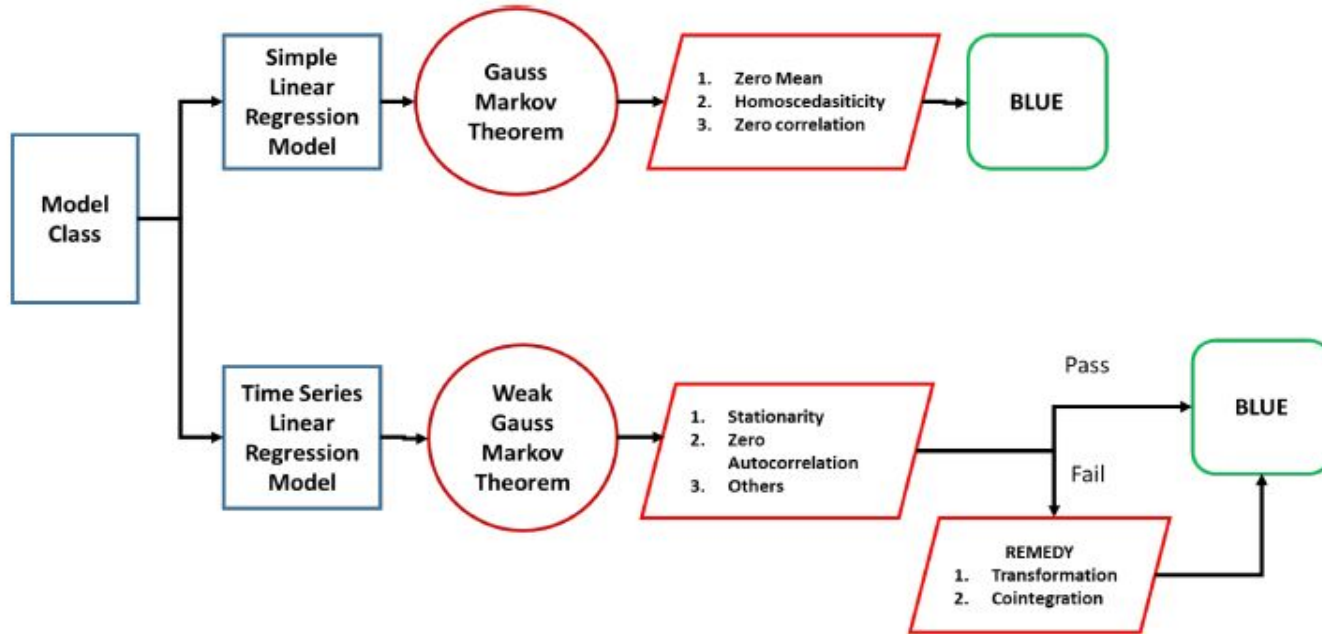 Simple
Linear
Regression
Model
Gauss
Markov
Theorem
1. Zero Mean
2. Homoscedasiticity
3. Zero correlation
BLUE
Model
Class
Time Series
Linear
Regression
Model
Weak
Gauss
Markov
Theorem
1. Stationarity
2. Zero
Autocorrelation
3. Others
Pass
Fail
BLUE
REMEDY
1. Transformation
2. Cointegration